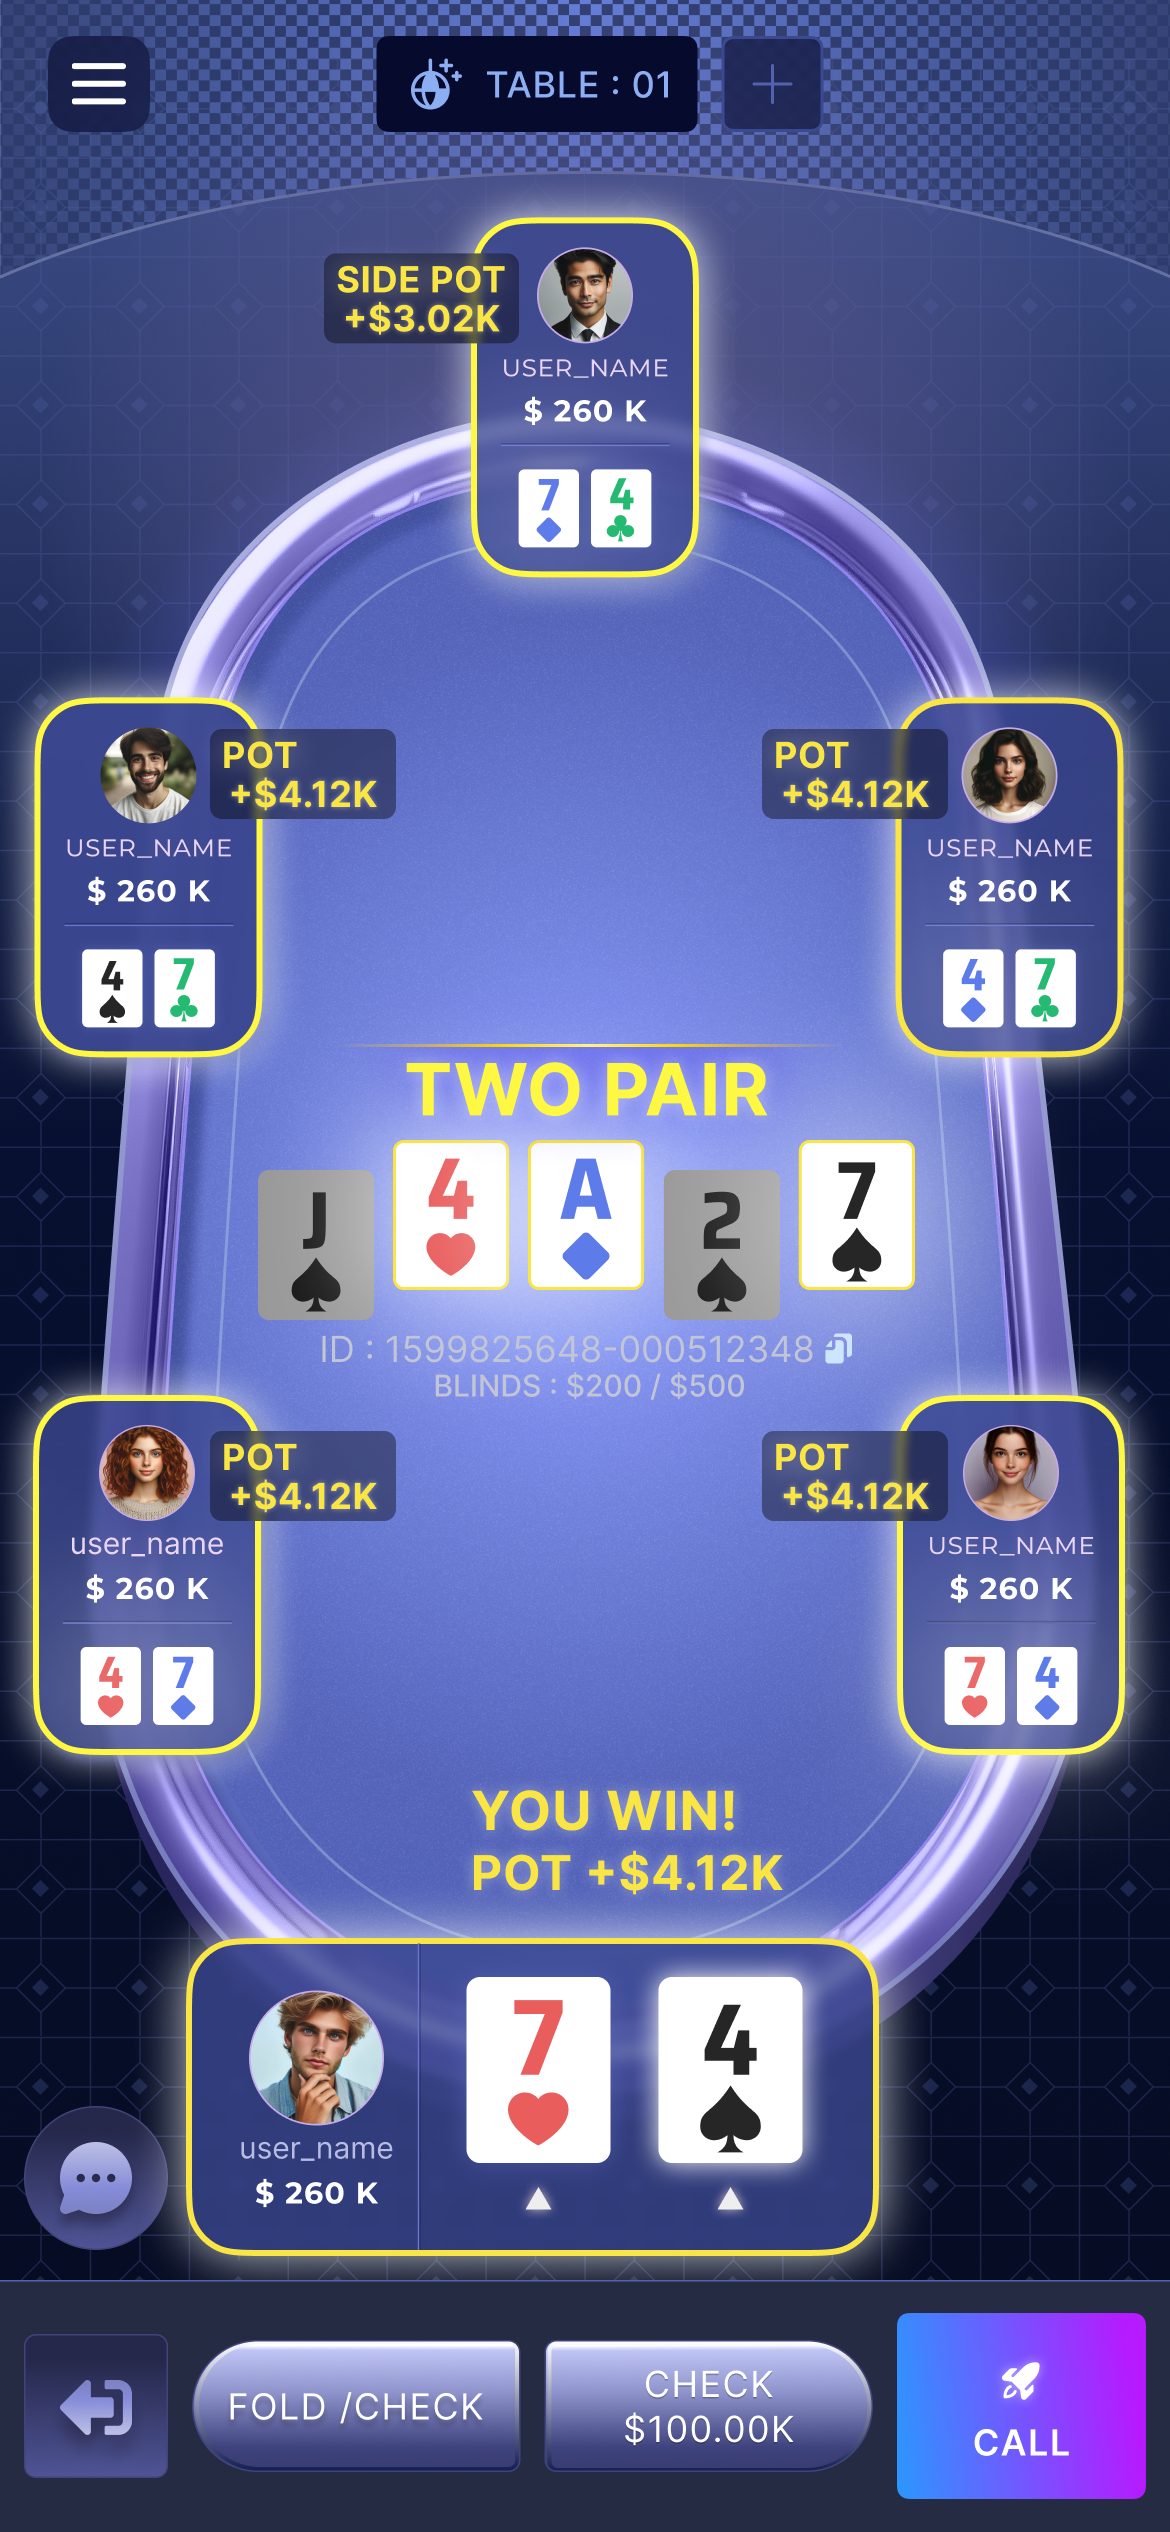 TABLE : 01
SIDE POT
+$3.02K
USER_NAME
$ 260 K
7 4
POT
+$4.12K
USER_NAME
$ 260 K
4 7
POT
+$4.12K
USER_NAME
$ 260 K
4 7
TWO PAIR
J 4 A 2 7
ID : 1599825648-000512348
BLINDS : $200 / $500
POT
+$4.12K
user_name
$ 260 K
4 7
POT
+$4.12K
USER_NAME
$ 260 K
7 4
YOU WIN!
POT +$4.12K
7 4
user_name
$ 260 K
FOLD /CHECK
CHECK
$100.00K
CALL